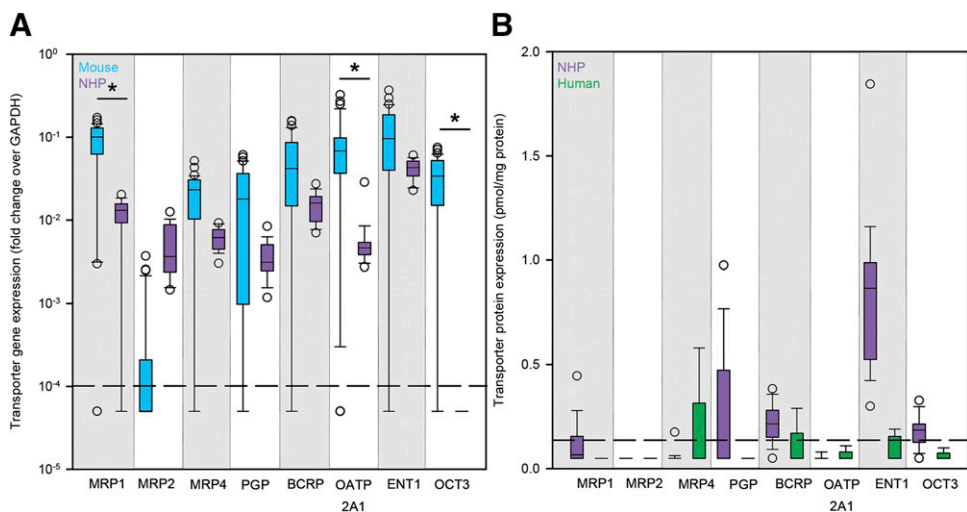 A
Transporter gene expression (fold change over GAPDH)
10⁰
10⁻¹
10⁻²
10⁻³
10⁻⁴
10⁻⁵
Mouse
NHP
*
*
*
MRP1 MRP2 MRP4 PGP BCRP OATP ENT1 OCT3
2A1
B
Transporter protein expression (pmol/mg protein)
2.0
1.5
1.0
0.5
0.0
NHP
Human
MRP1 MRP2 MRP4 PGP BCRP OATP ENT1 OCT3
2A1